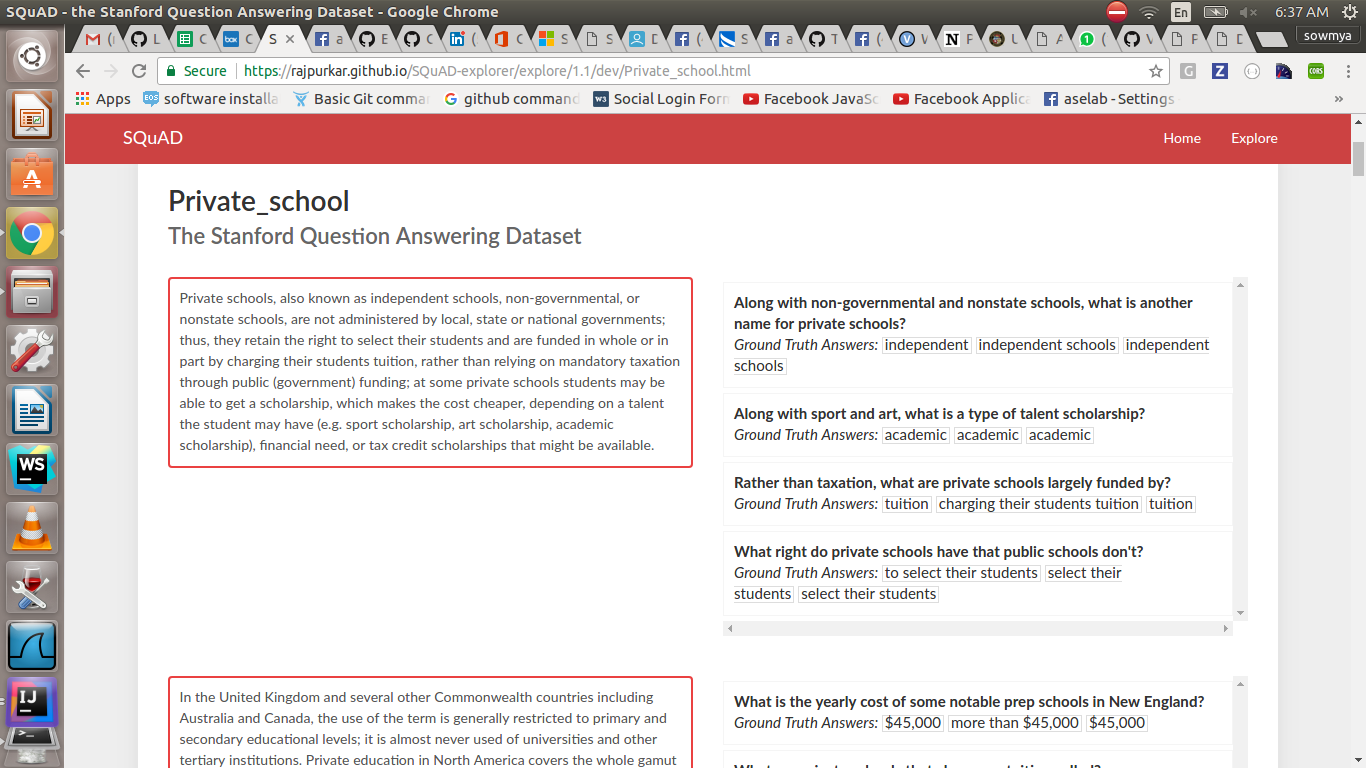 SQuAD - the Stanford Question Answering Dataset - Google Chrome
En
6:37 AM
sowmya
Secure
https://rajpurkar.github.io/SQuAD-explorer/explore/1.1/dev/Private_school.html
Apps
software installa
Basic Git commar
github command
Social Login Forn
Facebook JavaSc
Facebook Applica
aselab - Settings
»
SQuAD
Home
Explore
Private_school
The Stanford Question Answering Dataset
Private schools, also known as independent schools, non-governmental, or
nonstate schools, are not administered by local, state or national governments;
thus, they retain the right to select their students and are funded in whole or in
part by charging their students tuition, rather than relying on mandatory taxation
through public (government) funding; at some private schools students may be
able to get a scholarship, which makes the cost cheaper, depending on a talent
the student may have (e.g. sport scholarship, art scholarship, academic
scholarship), financial need, or tax credit scholarships that might be available.
Along with non-governmental and nonstate schools, what is another
name for private schools?
Ground Truth Answers: independent independent schools independent
schools
Along with sport and art, what is a type of talent scholarship?
Ground Truth Answers: academic academic academic
Rather than taxation, what are private schools largely funded by?
Ground Truth Answers: tuition charging their students tuition tuition
What right do private schools have that public schools don't?
Ground Truth Answers: to select their students select their
students select their students
In the United Kingdom and several other Commonwealth countries including
Australia and Canada, the use of the term is generally restricted to primary and
secondary educational levels; it is almost never used of universities and other
tertiary institutions. Private education in North America covers the whole gamut
What is the yearly cost of some notable prep schools in New England?
Ground Truth Answers: $45,000 more than $45,000 $45,000